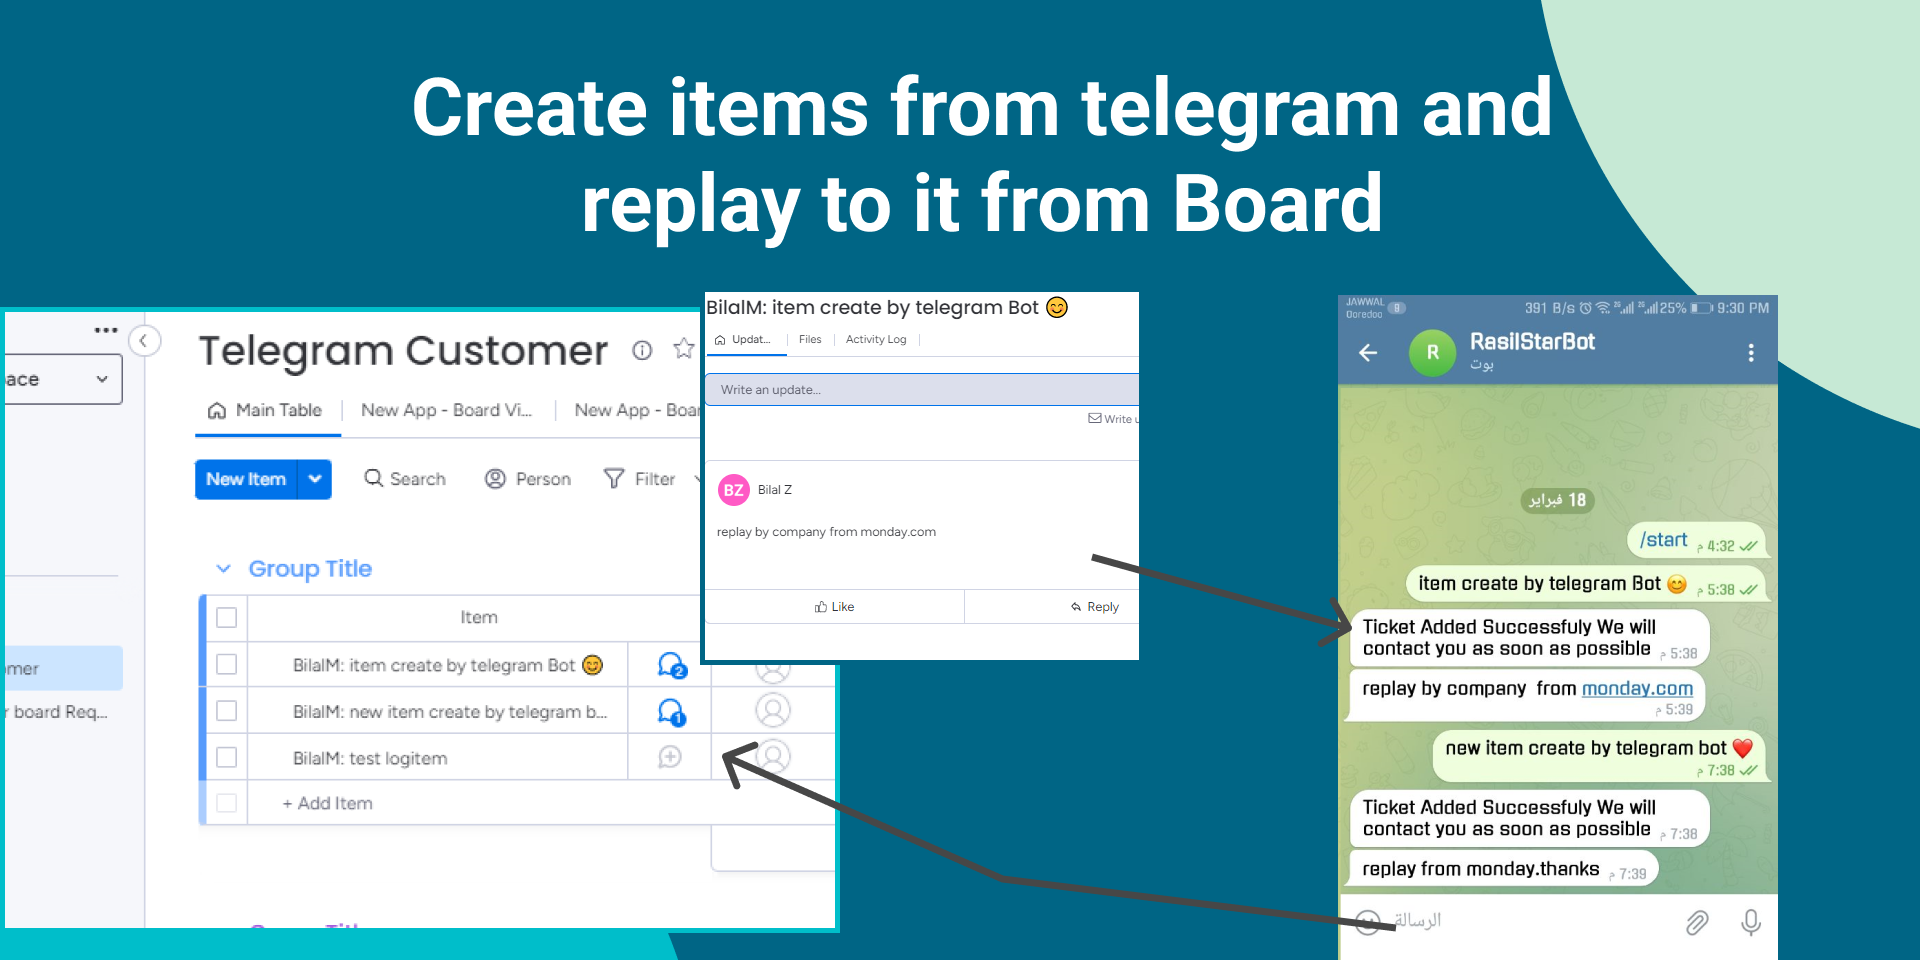 Create items from telegram and
replay to it from Board
ace
omer
r board Req...
Telegram Customer
Main Table
New App - Board Vi...
New App - Boar
New Item
Search
Person
Filter
Group Title
Item
BilalM: item create by telegram Bot 😊
2
BilalM: new item create by telegram b...
1
BilalM: test logitem
+ Add Item
BilalM: item create by telegram Bot 😊
Updat...
Files
Activity Log
Write an update...
Write u
BZ
Bilal Z
replay by company from monday.com
Like
Reply
JAWWAL
Ooredoo
391 B/s
25%
9:30 PM
R
RasilStarBot
بوت
18 فبراير
/start
4:32 م
item create by telegram Bot 😊
5:38 م
Ticket Added Successfuly We will
contact you as soon as possible
5:38 م
replay by company from monday.com
5:39 م
new item create by telegram bot ❤️
7:38 م
Ticket Added Successfuly We will
contact you as soon as possible
7:38 م
replay from monday.thanks
7:39 م
الرسالة